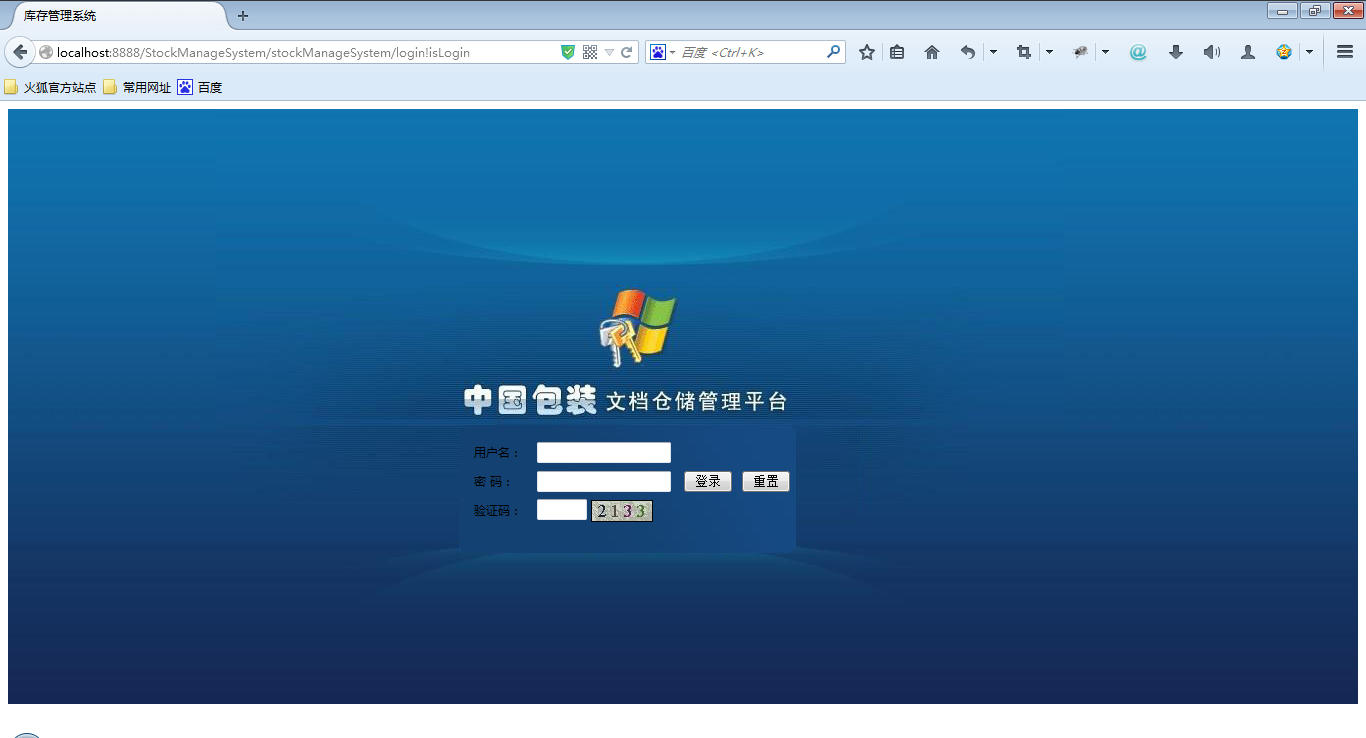 库存管理系统
localhost:8888/StockManageSystem/stockManageSystem/login!isLogin
百度 <Ctrl+K>
火狐官方站点 常用网址 百度
中国包装 文档仓储管理平台
用户名：
密 码： 登录 重置
验证码： 2133